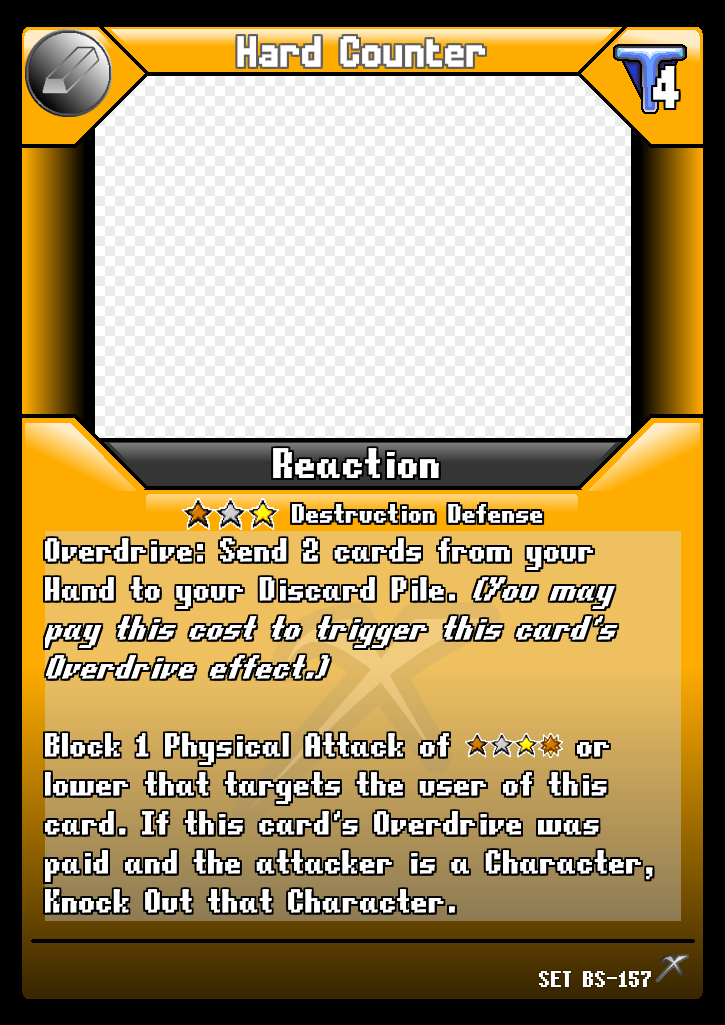 Hard Counter
T4
Reaction
Destruction Defense
Overdrive: Send 2 cards from your
Hand to your Discard Pile. (You may
pay this cost to trigger this card's
Overdrive effect.)
Block 1 Physical Attack of or
lower that targets the user of this
card. If this card's Overdrive was
paid and the attacker is a Character,
Knock Out that Character.
SET BS-157